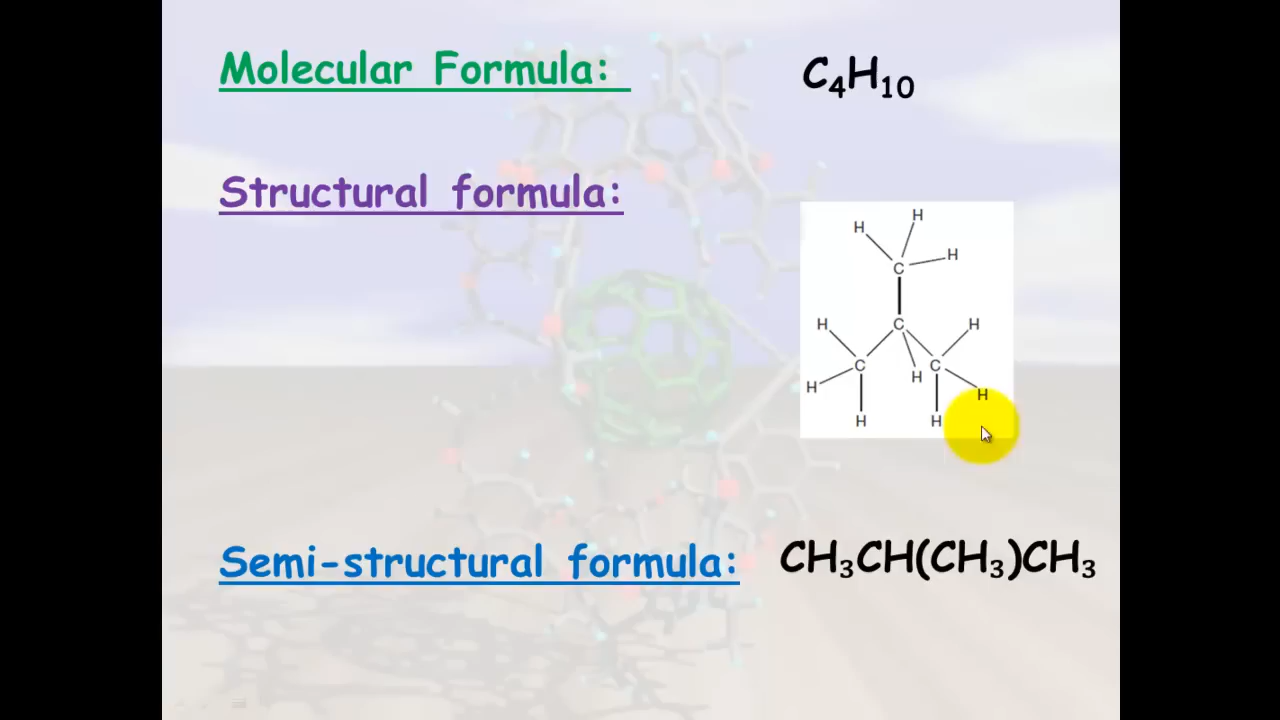 Molecular Formula: C₄H₁₀
Structural formula:
H
H
H
C
H C H
C H C
H H
H H
Semi-structural formula: CH₃CH(CH₃)CH₃